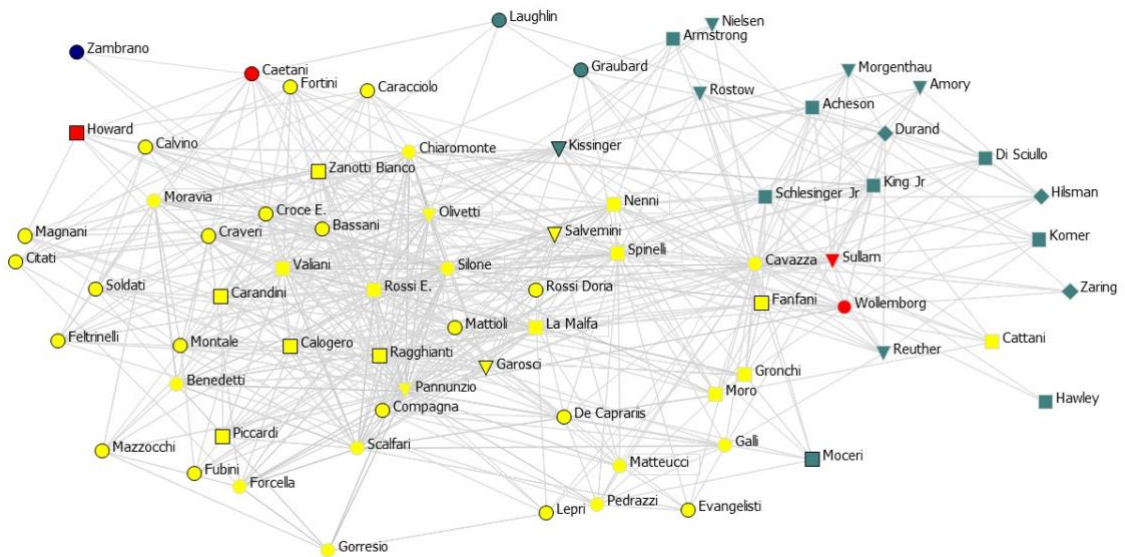 Laughlin
Nielsen
Armstrong
Zambrano
Caetani
Graubard
Morgenthau
Fortini
Caracciolo
Rostow
Amory
Acheson
Howard
Calvino
Chiaromonte
Kissinger
Durand
Zanotti Bianco
Di Sciullo
Moravia
King Jr
Schlesinger Jr
Hilsman
Nenni
Croce E.
Olivetti
Bassani
Magnani
Craveri
Salvemini
Komer
Citati
Valiani
Silone
Spinelli
Cavazza
Sullam
Soldati
Carandini
Rossi E.
Rossi Doria
Fanfani
Wollemborg
Zaring
Feltrinelli
Montale
Calogero
Mattioli
La Malfa
Cattani
Ragghianti
Reuther
Garosci
Gronchi
Benedetti
Pannunzio
Moro
Hawley
Compagna
De Caprariis
Piccardi
Mazzocchi
Scalfari
Galli
Moceri
Fubini
Matteucci
Forcella
Lepri
Pedrazzi
Evangelisti
Gorresio